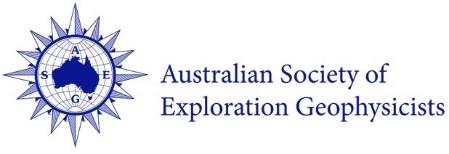 A
S E
G
Australian Society of
Exploration Geophysicists